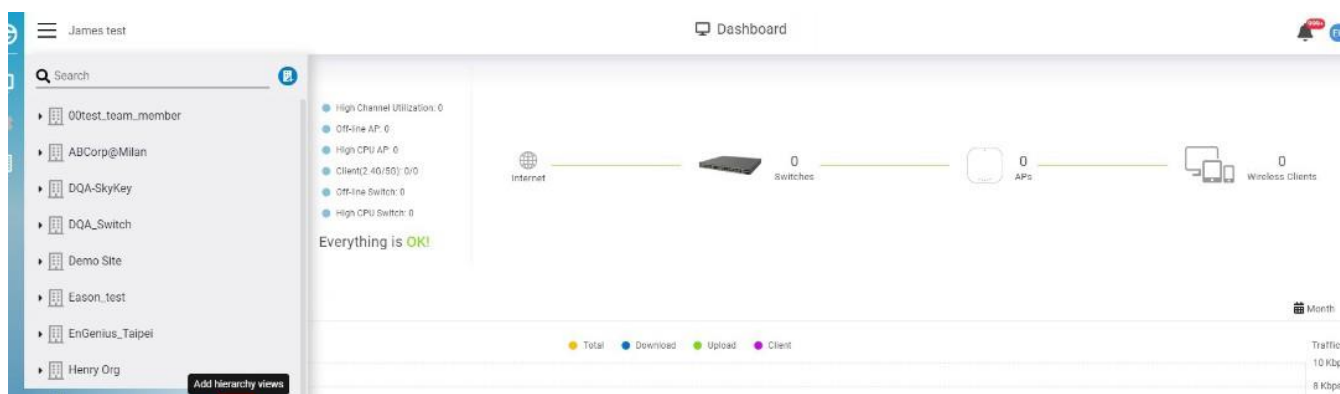 James test
Dashboard
999+
Search
00test_team_member
ABCorp@Milan
DQA-SkyKey
DQA_Switch
Demo Site
Eason_test
EnGenius_Taipei
Henry Org
Add hierarchy views
High Channel Utilization: 0
Off-line AP: 0
High CPU AP: 0
Client(2.4G/5G): 0/0
Off-line Switch: 0
High CPU Switch: 0
Everything is OK!
Internet
0
Switches
0
APs
0
Wireless Clients
Month
Total Download Upload Client
Traffic
10 Kbp
8 Kbps